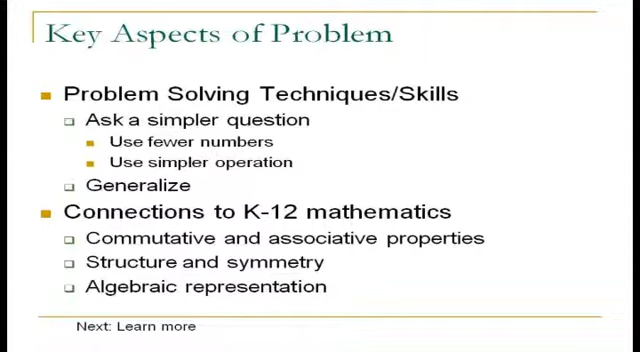 Key Aspects of Problem
Problem Solving Techniques/Skills
Ask a simpler question
Use fewer numbers
Use simpler operation
Generalize
Connections to K-12 mathematics
Commutative and associative properties
Structure and symmetry
Algebraic representation
Next: Learn more